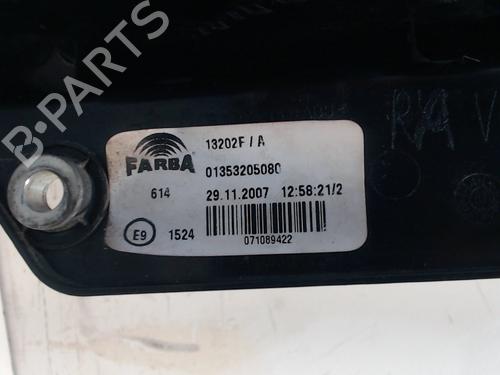 13202F / A
FARBA
01353205080
614
29.11.2007 12:58:21/2
E9 1524
071089422
B-PARTS